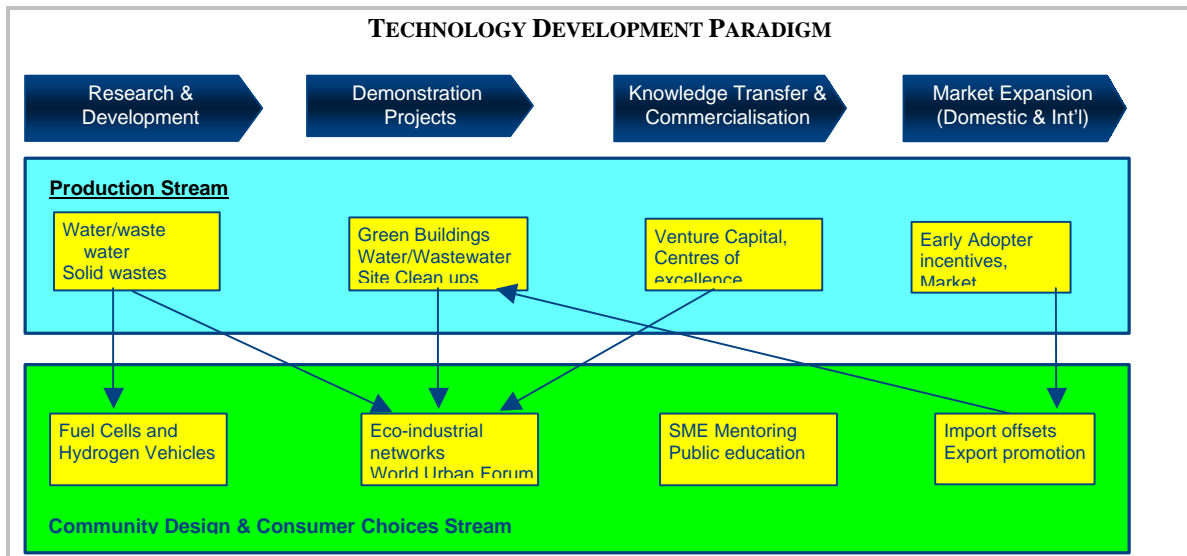 TECHNOLOGY DEVELOPMENT PARADIGM
Research &
Development
Demonstration
Projects
Knowledge Transfer &
Commercialisation
Market Expansion
(Domestic & Int'l)
Production Stream
Water/waste
water
Solid wastes
Green Buildings
Water/Wastewater
Site Clean ups
Venture Capital,
Centres of
excellence
Early Adopter
incentives,
Market
Fuel Cells and
Hydrogen Vehicles
Eco-industrial
networks
World Urban Forum
SME Mentoring
Public education
Import offsets
Export promotion
Community Design & Consumer Choices Stream